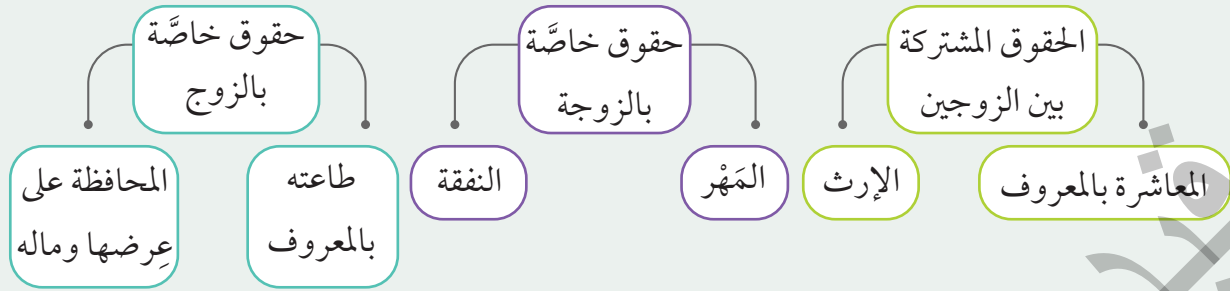 الحقوق المشتركة
بين الزوجين
المعاشرة بالمعروف
الإرث
حقوق خاصَّة
بالزوجة
المَهْر
النفقة
حقوق خاصَّة
بالزوج
طاعته
بالمعروف
المحافظة على
عِرضها وماله